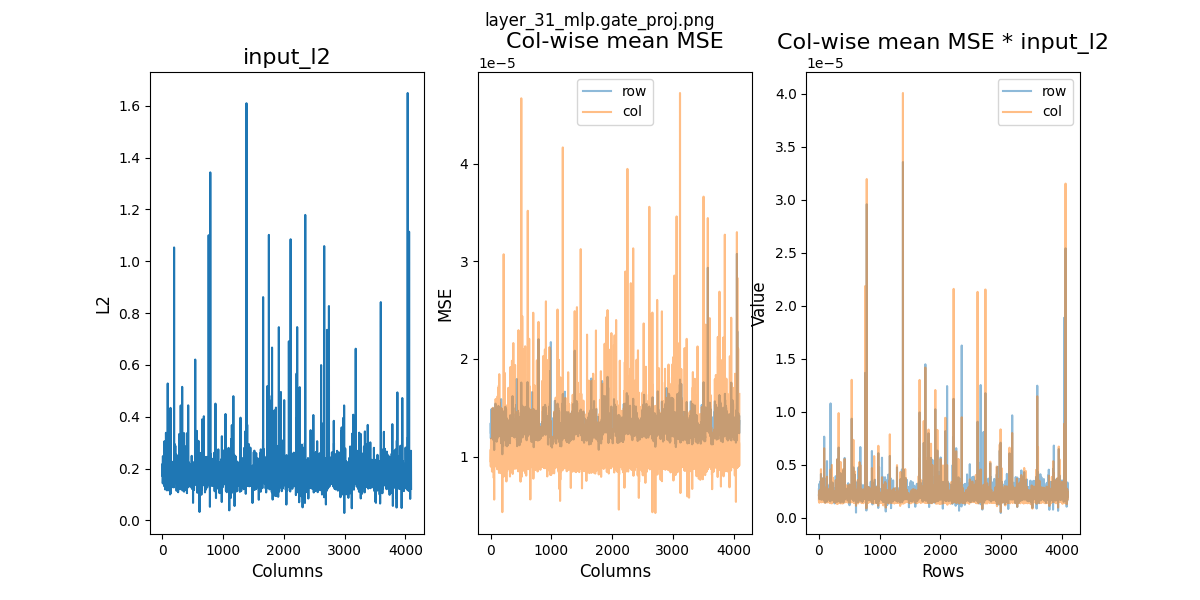 layer_31_mlp.gate_proj.png
input_l2
L2
1.6
1.4
1.2
1.0
0.8
0.6
0.4
0.2
0.0
0 1000 2000 3000 4000
Columns
Col-wise mean MSE
1e−5
row
col
MSE
4
3
2
1
0 1000 2000 3000 4000
Columns
Col-wise mean MSE * input_l2
1e−5
row
col
Value
4.0
3.5
3.0
2.5
2.0
1.5
1.0
0.5
0.0
0 1000 2000 3000 4000
Rows